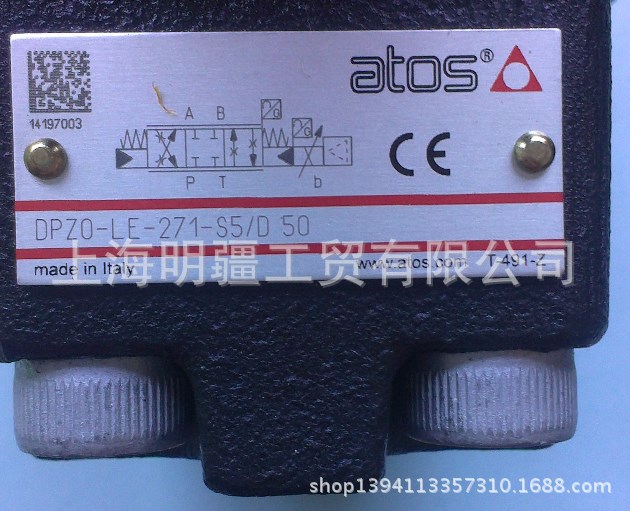 atos®
14197003
A B
G
G
P T
b
CE
DPZO-LE-271-S5/D 50
上海明疆工贸有限公司
made in Italy
www.atos.com T-491-Z
shop1394113357310.1688.com